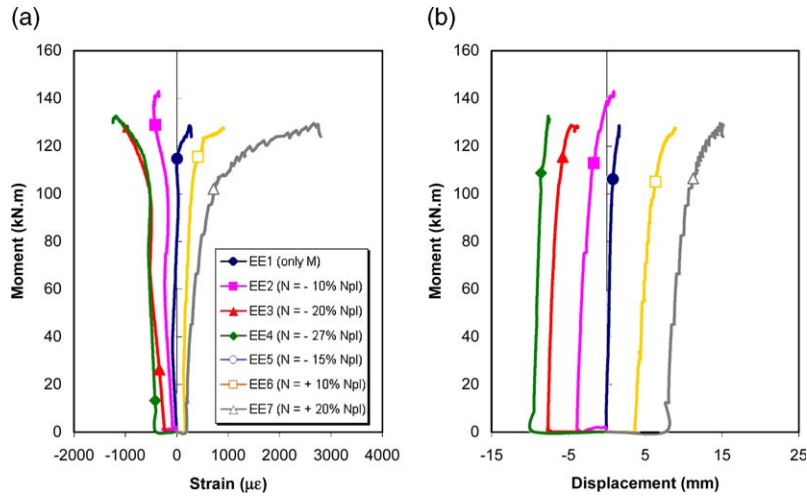 (a)
(b)
160
140
120
100
80
60
40
20
0
Moment (kN.m)
-2000 -1000 0 1000 2000 3000 4000
Strain (με)
EE1 (only M)
EE2 (N = - 10% Npl)
EE3 (N = - 20% Npl)
EE4 (N = - 27% Npl)
EE5 (N = - 15% Npl)
EE6 (N = + 10% Npl)
EE7 (N = + 20% Npl)
160
140
120
100
80
60
40
20
0
Moment (kN.m)
-15 -5 5 15 25
Displacement (mm)